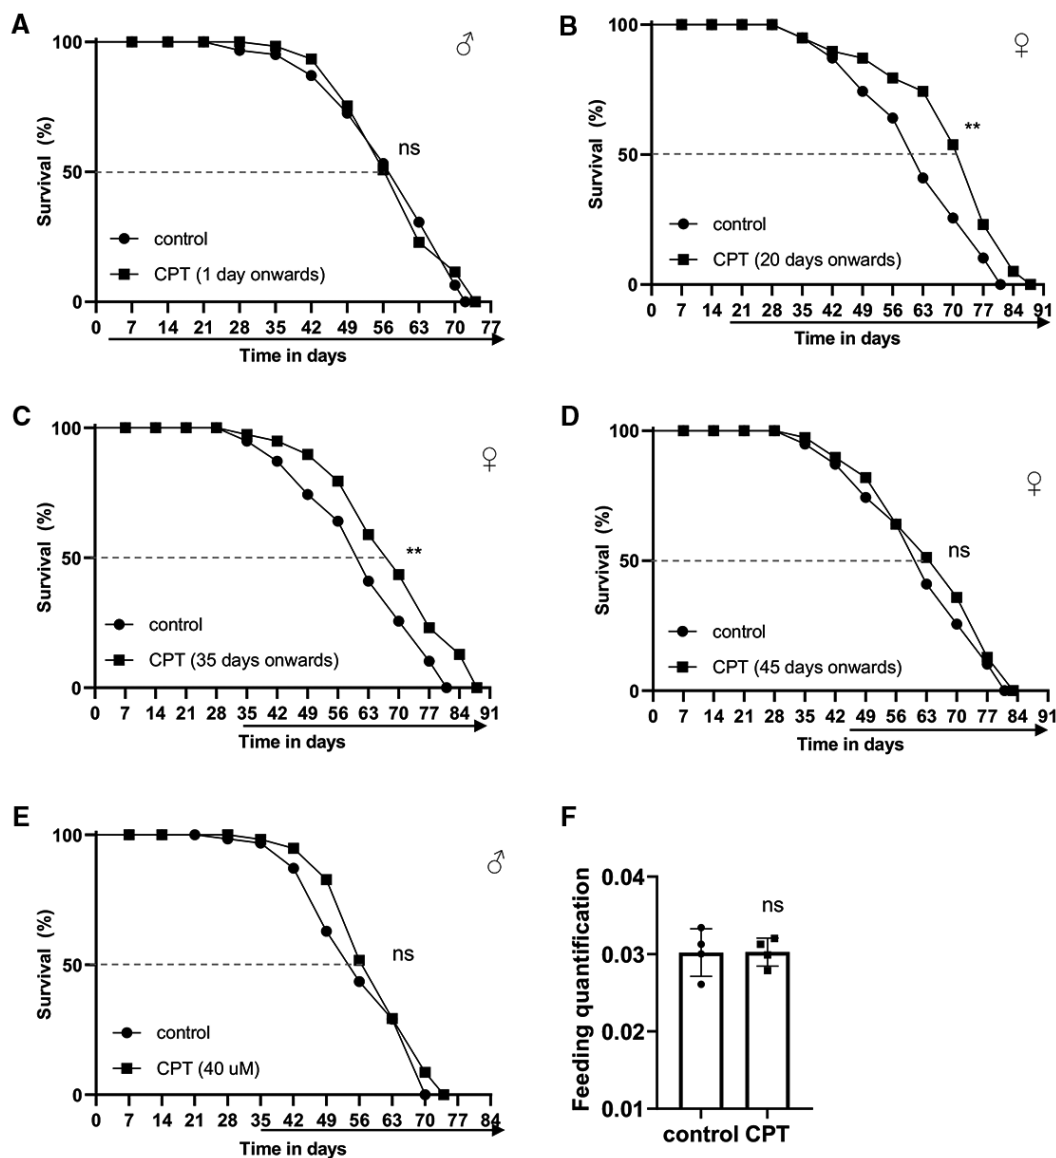 A
♂
Survival (%)
100
50
0
ns
control
CPT (1 day onwards)
0 7 14 21 28 35 42 49 56 63 70 77
Time in days
B
♀
Survival (%)
100
50
0
**
control
CPT (20 days onwards)
0 7 14 21 28 35 42 49 56 63 70 77 84 91
Time in days
C
♀
Survival (%)
100
50
0
**
control
CPT (35 days onwards)
0 7 14 21 28 35 42 49 56 63 70 77 84 91
Time in days
D
♀
Survival (%)
100
50
0
ns
control
CPT (45 days onwards)
0 7 14 21 28 35 42 49 56 63 70 77 84 91
Time in days
E
♂
Survival (%)
100
50
0
ns
control
CPT (40 uM)
0 7 14 21 28 35 42 49 56 63 70 77 84
Time in days
F
Feeding quantification
0.04
0.03
0.02
0.01
ns
control CPT